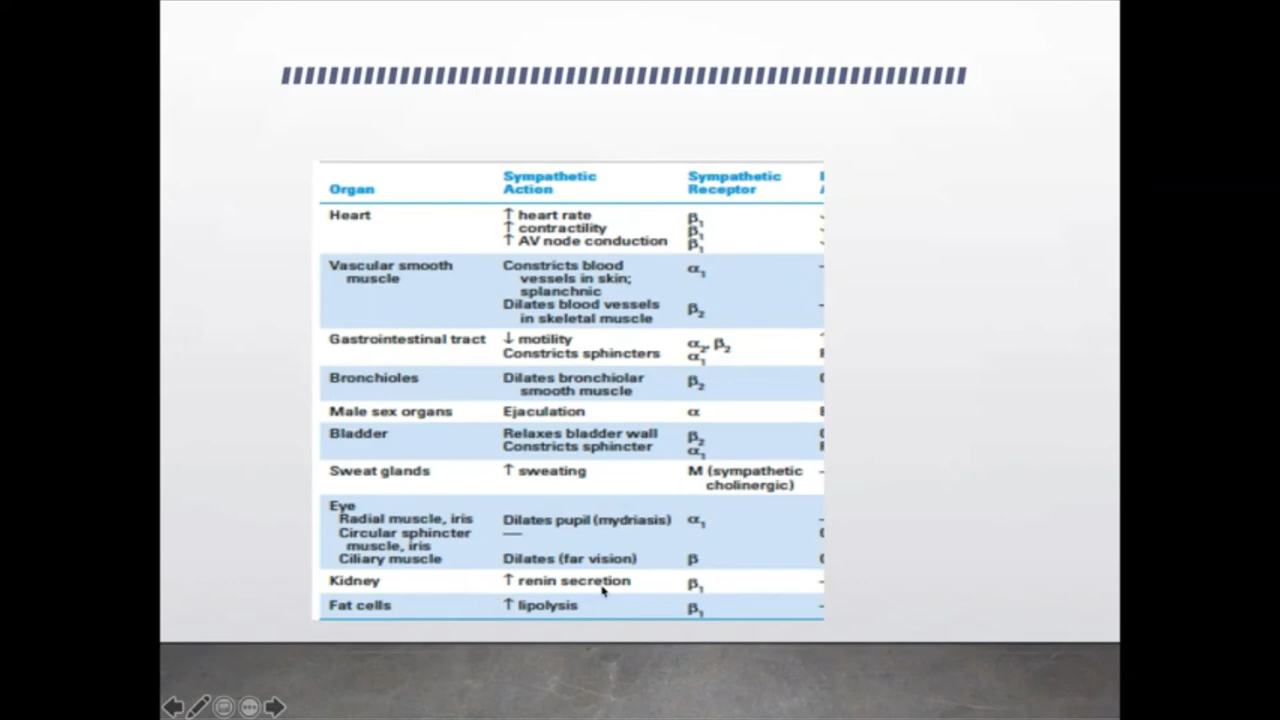 Organ Sympathetic Action Sympathetic Receptor
Heart ↑ heart rate β1
↑ contractility β1
↑ AV node conduction β1
Vascular smooth muscle Constricts blood vessels in skin; splanchnic α1
Dilates blood vessels in skeletal muscle β2
Gastrointestinal tract ↓ motility α2, β2
Constricts sphincters α1
Bronchioles Dilates bronchiolar smooth muscle β2
Male sex organs Ejaculation α
Bladder Relaxes bladder wall β2
Constricts sphincter α1
Sweat glands ↑ sweating M (sympathetic cholinergic)
Eye
Radial muscle, iris Dilates pupil (mydriasis) α1
Circular sphincter muscle, iris —
Ciliary muscle Dilates (far vision) β
Kidney ↑ renin secretion β1
Fat cells ↑ lipolysis β1